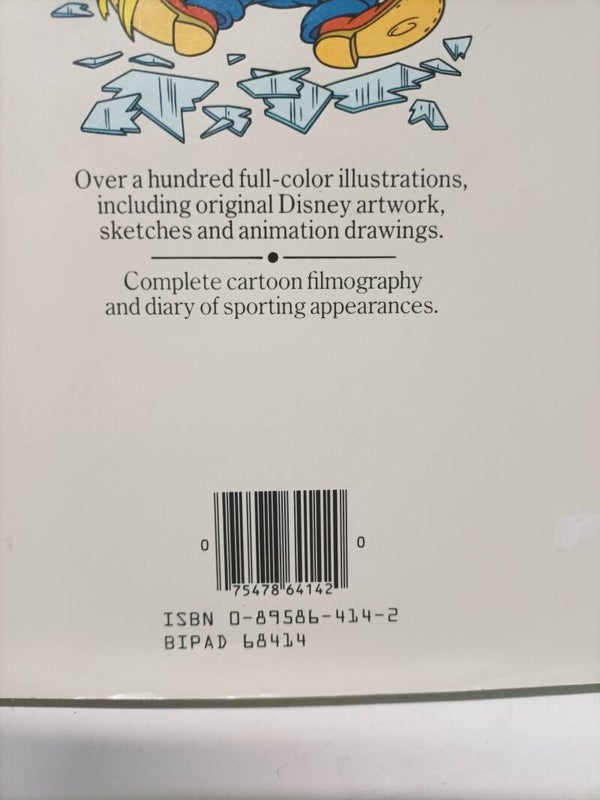 Over a hundred full-color illustrations,
including original Disney artwork,
sketches and animation drawings.
Complete cartoon filmography
and diary of sporting appearances.
0 75478 64142 0
ISBN 0-89586-414-2
BIPAD 68414